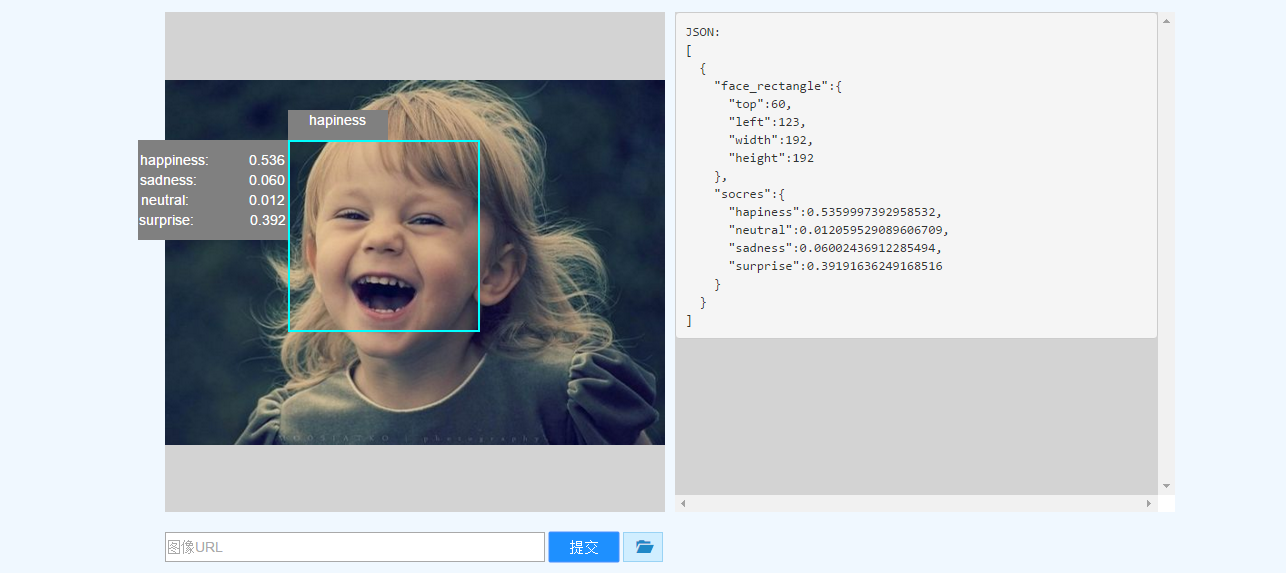 hapiness
happiness: 0.536
sadness: 0.060
neutral: 0.012
surprise: 0.392
photography
JSON:
[
{
"face_rectangle":{
"top":60,
"left":123,
"width":192,
"height":192
},
"socres":{
"hapiness":0.5359997392958532,
"neutral":0.012059529089606709,
"sadness":0.06002436912285494,
"surprise":0.39191636249168516
}
}
]
图像URL
提交